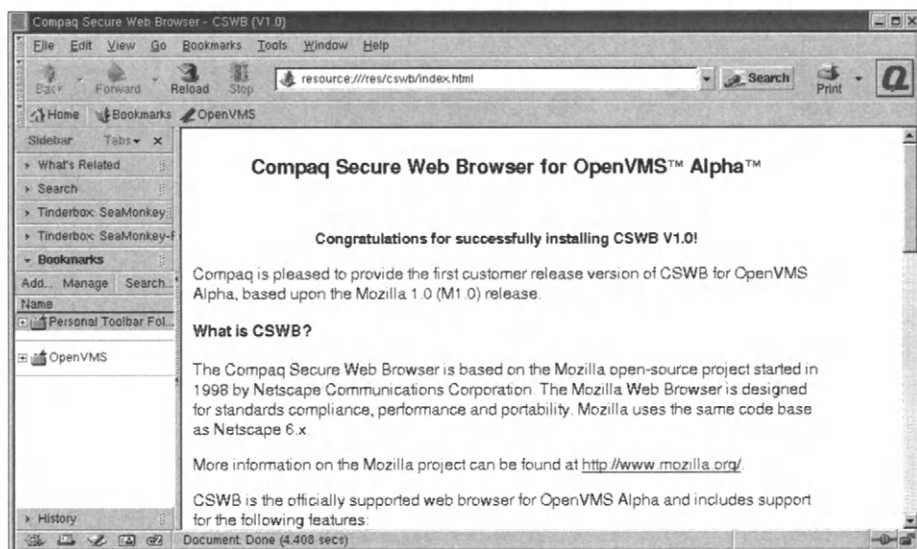 Compaq Secure Web Browser - CSWB (V1.0)
File Edit View Go Bookmarks Tools Window Help
Back Forward Reload Stop resource:///res/cswb/index.html Search Print
Home Bookmarks OpenVMS
Sidebar Tabs x
What's Related
Search
Tinderbox: SeaMonkey
Tinderbox: SeaMonkey-
Bookmarks
Add... Manage Search...
Name
Personal Toolbar Fol...
OpenVMS
History
Compaq Secure Web Browser for OpenVMS™ Alpha™
Congratulations for successfully installing CSWB V1.0!
Compaq is pleased to provide the first customer release version of CSWB for OpenVMS
Alpha, based upon the Mozilla 1.0 (M1.0) release.
What is CSWB?
The Compaq Secure Web Browser is based on the Mozilla open-source project started in
1998 by Netscape Communications Corporation. The Mozilla Web Browser is designed
for standards compliance, performance and portability. Mozilla uses the same code base
as Netscape 6.x.
More information on the Mozilla project can be found at http://www.mozilla.org/.
CSWB is the officially supported web browser for OpenVMS Alpha and includes support
for the following features:
Document: Done (4.408 secs)